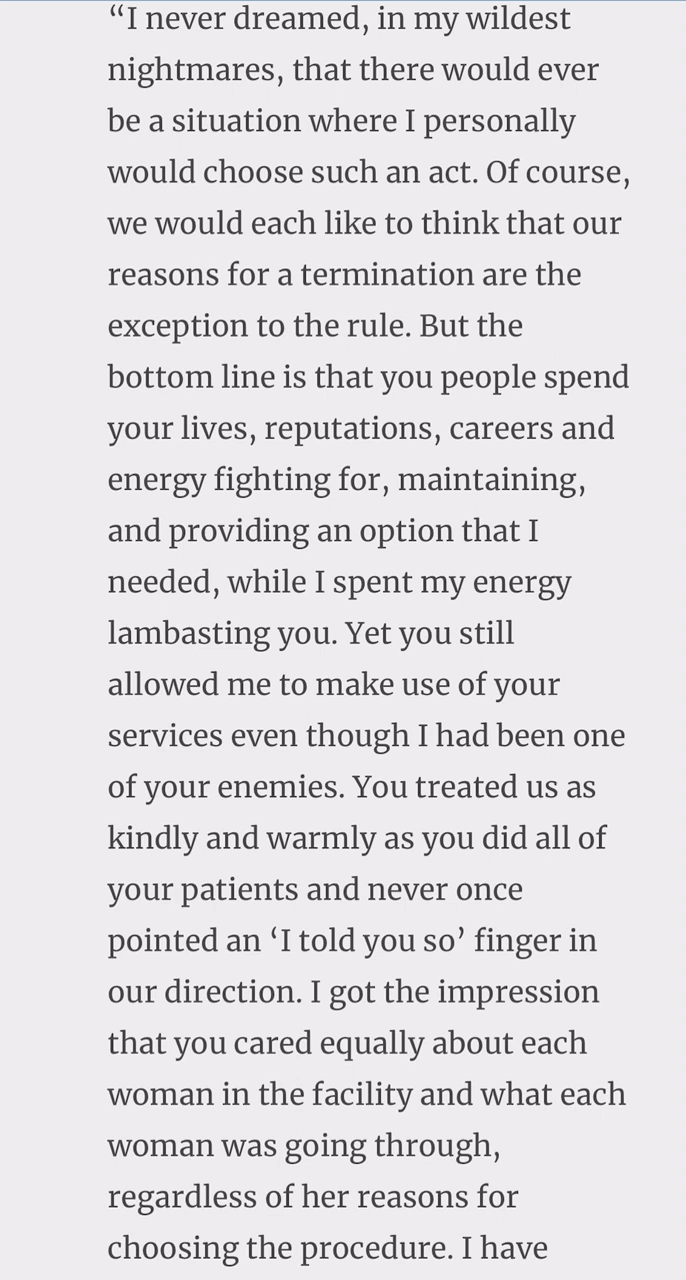 “I never dreamed, in my wildest
nightmares, that there would ever
be a situation where I personally
would choose such an act. Of course,
we would each like to think that our
reasons for a termination are the
exception to the rule. But the
bottom line is that you people spend
your lives, reputations, careers and
energy fighting for, maintaining,
and providing an option that I
needed, while I spent my energy
lambasting you. Yet you still
allowed me to make use of your
services even though I had been one
of your enemies. You treated us as
kindly and warmly as you did all of
your patients and never once
pointed an ‘I told you so’ finger in
our direction. I got the impression
that you cared equally about each
woman in the facility and what each
woman was going through,
regardless of her reasons for
choosing the procedure. I have